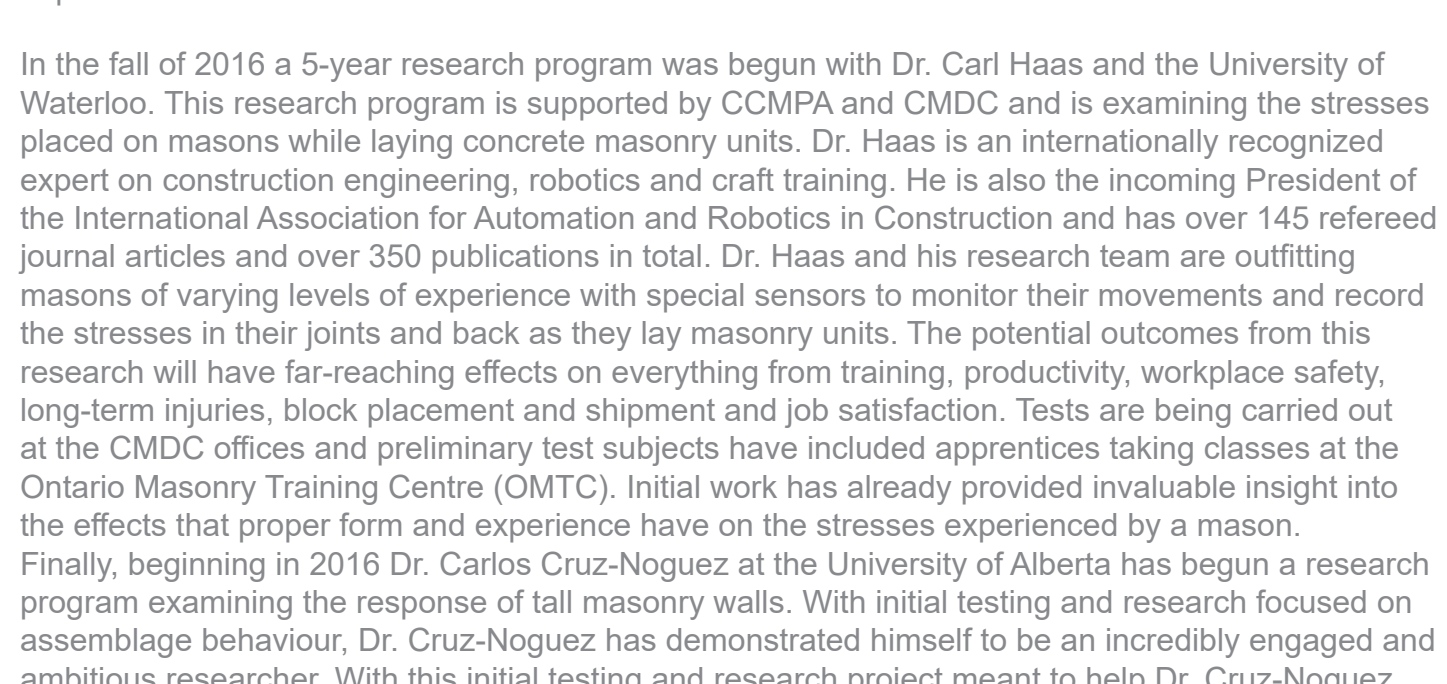 In the fall of 2016 a 5-year research program was begun with Dr. Carl Haas and the University of
Waterloo. This research program is supported by CCMPA and CMDC and is examining the stresses
placed on masons while laying concrete masonry units. Dr. Haas is an internationally recognized
expert on construction engineering, robotics and craft training. He is also the incoming President of
the International Association for Automation and Robotics in Construction and has over 145 refereed
journal articles and over 350 publications in total. Dr. Haas and his research team are outfitting
masons of varying levels of experience with special sensors to monitor their movements and record
the stresses in their joints and back as they lay masonry units. The potential outcomes from this
research will have far-reaching effects on everything from training, productivity, workplace safety,
long-term injuries, block placement and shipment and job satisfaction. Tests are being carried out
at the CMDC offices and preliminary test subjects have included apprentices taking classes at the
Ontario Masonry Training Centre (OMTC). Initial work has already provided invaluable insight into
the effects that proper form and experience have on the stresses experienced by a mason.
Finally, beginning in 2016 Dr. Carlos Cruz-Noguez at the University of Alberta has begun a research
program examining the response of tall masonry walls. With initial testing and research focused on
assemblage behaviour, Dr. Cruz-Noguez has demonstrated himself to be an incredibly engaged and
ambitious researcher. With this initial testing and research project meant to help Dr. Cruz-Noguez